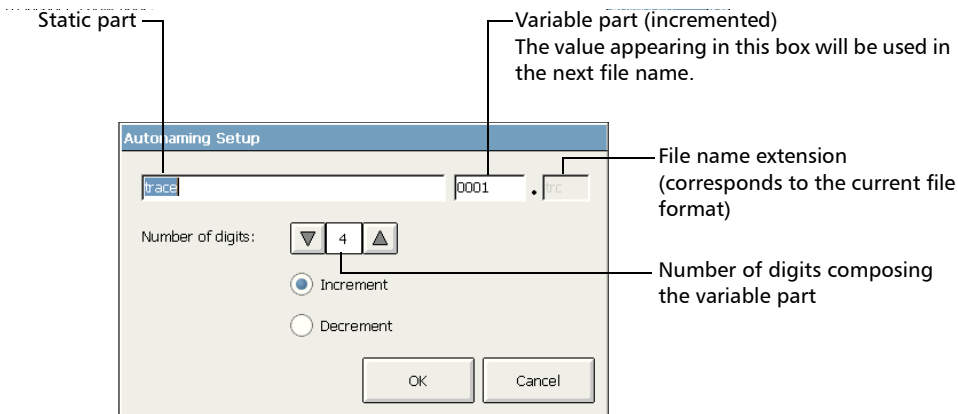 Static part
Variable part (incremented)
The value appearing in this box will be used in
the next file name.
Autonaming Setup
trace 0001 . trc
File name extension
(corresponds to the current file
format)
Number of digits: 4
Number of digits composing
the variable part
Increment
Decrement
OK Cancel